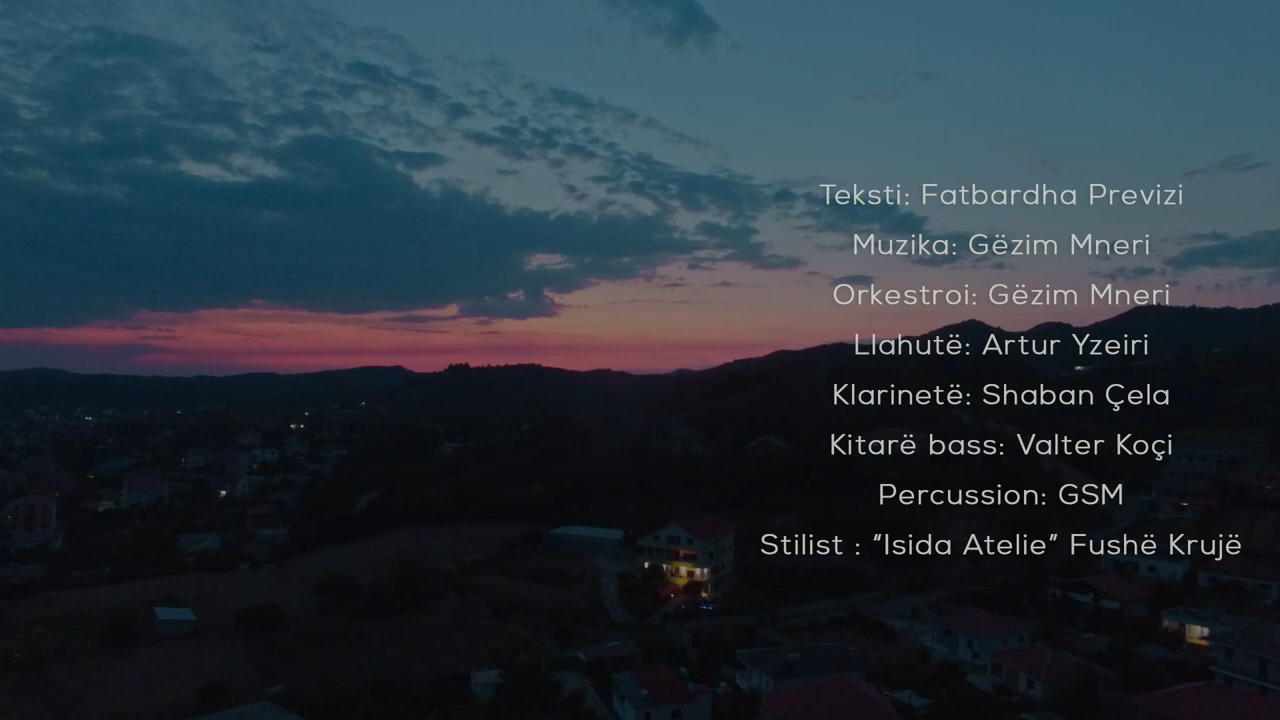 Teksti: Fatbardha Previzi
Muzika: Gëzim Mneri
Orkestroi: Gëzim Mneri
Llahutë: Artur Yzeiri
Klarinetë: Shaban Çela
Kitarë bass: Valter Koçi
Percussion: GSM
Stilist : “Isida Atelie” Fushë Krujë